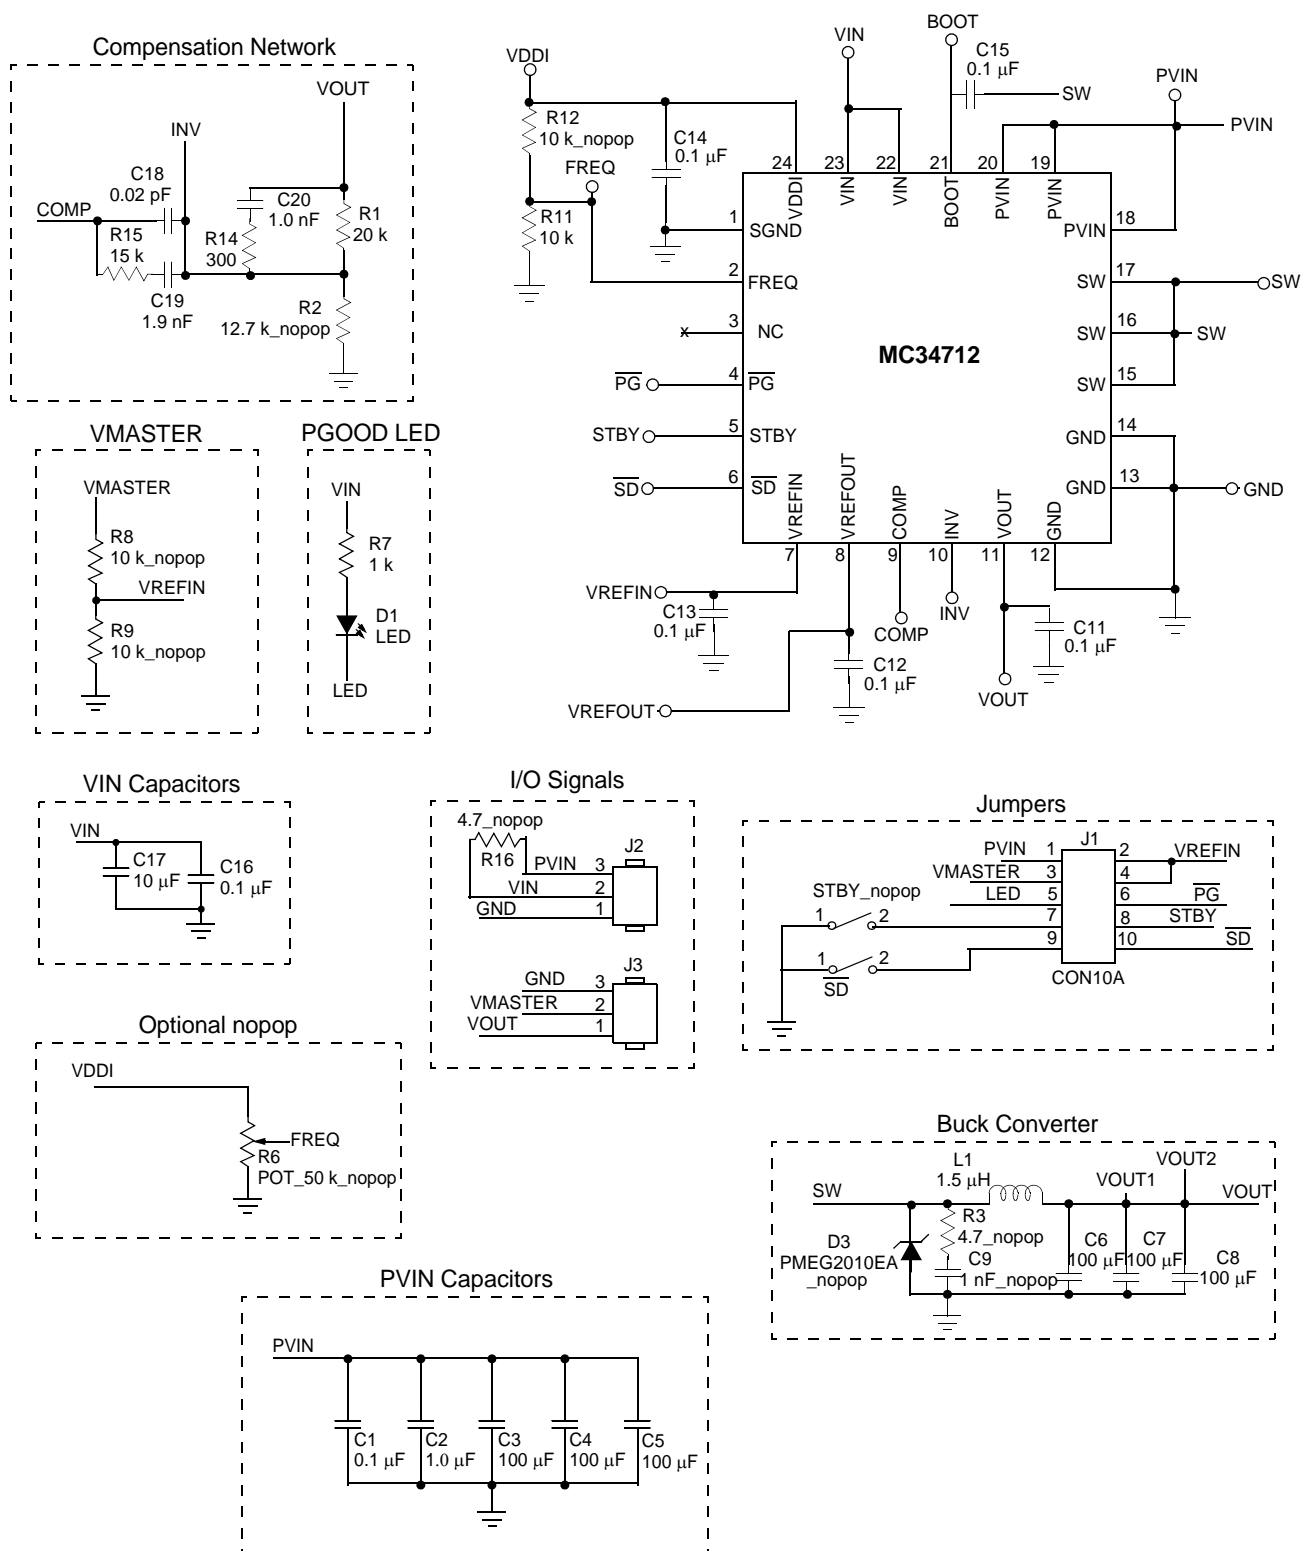 Compensation Network
VOUT
INV
C18
0.02 pF
COMP
R15
15 k
C19
1.9 nF
C20
1.0 nF
R14
300
R1
20 k
R2
12.7 k_nopop
VDDI
R12
10 k_nopop
FREQ
R11
10 k
C14
0.1 μF
VIN
BOOT
C15
0.1 μF
SW
PVIN
PVIN
24
23
22
21
20
19
VDDI
VIN
VIN
BOOT
PVIN
PVIN
1
SGND
2
FREQ
3
NC
PG
4
PG
STBY
5
STBY
SD
6
SD
MC34712
PVIN
18
SW
17
SW
SW
16
SW
SW
15
GND
14
GND
13
GND
VREFIN
VREFOUT
COMP
INV
VOUT
GND
7
8
9
10
11
12
VREFIN
C13
0.1 μF
COMP
INV
C11
0.1 μF
C12
0.1 μF
VOUT
VREFOUT
VMASTER
VMASTER
R8
10 k_nopop
VREFIN
R9
10 k_nopop
PGOOD LED
VIN
R7
1 k
D1
LED
LED
VIN Capacitors
VIN
C17
10 μF
C16
0.1 μF
I/O Signals
4.7_nopop
R16
J2
PVIN 3
VIN 2
GND 1
J3
GND 3
VMASTER 2
VOUT 1
Jumpers
J1
PVIN 1
2 VREFIN
VMASTER 3
4
LED 5
6 PG
7
8 STBY
9
10 SD
CON10A
STBY_nopop
1 2
1 2
SD
Optional nopop
VDDI
FREQ
R6
POT_50 k_nopop
Buck Converter
SW
L1
1.5 μH
VOUT1
VOUT2
VOUT
D3
PMEG2010EA
_nopop
R3
4.7_nopop
C9
1 nF_nopop
C6
100 μF
C7
100 μF
C8
100 μF
PVIN Capacitors
PVIN
C1
0.1 μF
C2
1.0 μF
C3
100 μF
C4
100 μF
C5
100 μF